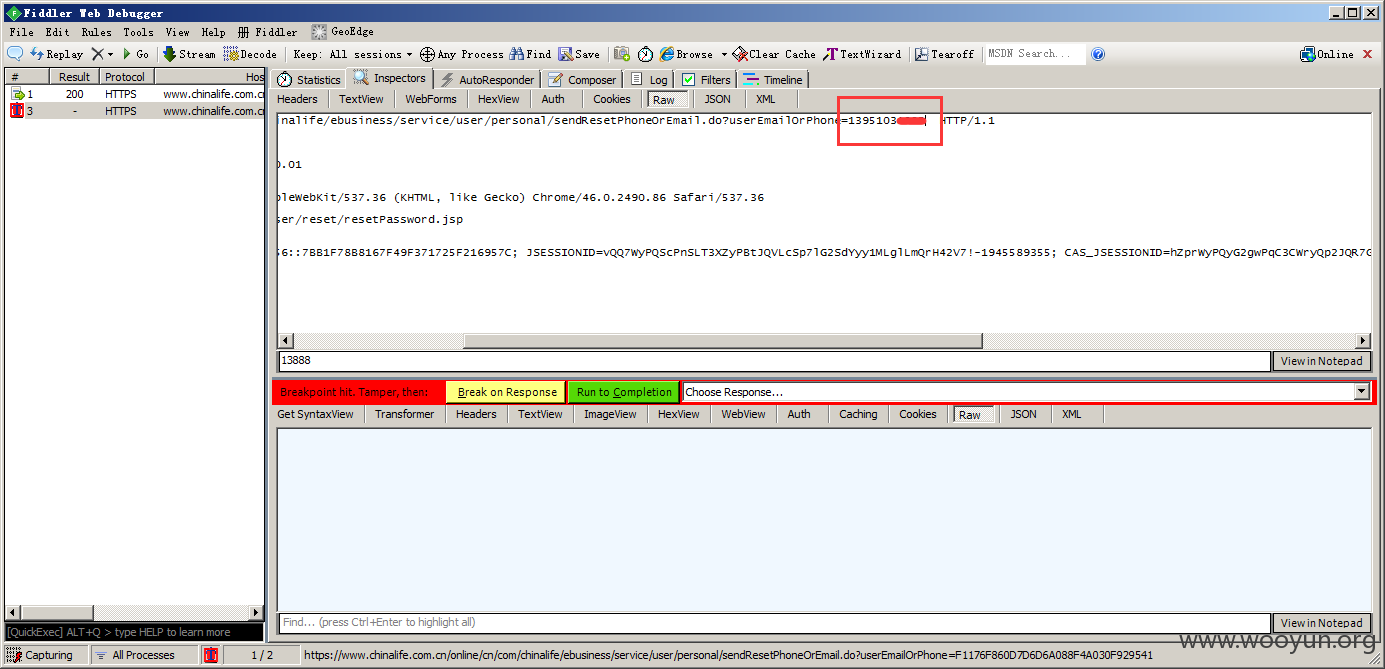 Fiddler Web Debugger
File Edit Rules Tools View Help Fiddler GeoEdge
Replay Go Stream Decode Keep: All sessions Any Process Find Save Browse Clear Cache TextWizard Tearoff MSDN Search... Online
# Result Protocol Hos
1 200 HTTPS www.chinalife.com.cn
3 - HTTPS www.chinalife.com.cn
Statistics Inspectors AutoResponder Composer Log Filters Timeline
Headers TextView WebForms HexView Auth Cookies Raw JSON XML
inalife/ebusiness/service/user/personal/sendResetPhoneOrEmail.do?userEmailOrPhone=1395103 HTTP/1.1
0.01
pleWebKit/537.36 (KHTML, like Gecko) Chrome/46.0.2490.86 Safari/537.36
ser/reset/resetPassword.jsp
56::7BB1F78B8167F49F371725F216957C; JSESSIONID=vQQ7WyPQScPnSLT3XZyPBtJQVLcSp7lG2SdYyy1MLglLmQrH42V7!-1945589355; CAS_JSESSIONID=hZprWyPQyG2gwPqC3CWryQp2JQR7G
13888
View in Notepad
Breakpoint hit. Tamper, then: Break on Response Run to Completion Choose Response...
Get SyntaxView Transformer Headers TextView ImageView HexView WebView Auth Caching Cookies Raw JSON XML
Find... (press Ctrl+Enter to highlight all)
View in Notepad
[QuickExec] ALT+Q > type HELP to learn more
www.wooyun.org
Capturing All Processes 1 / 2 https://www.chinalife.com.cn/online/cn/com/chinalife/ebusiness/service/user/personal/sendResetPhoneOrEmail.do?userEmailOrPhone=F1176F860D7D6D6A088F4A030F929541